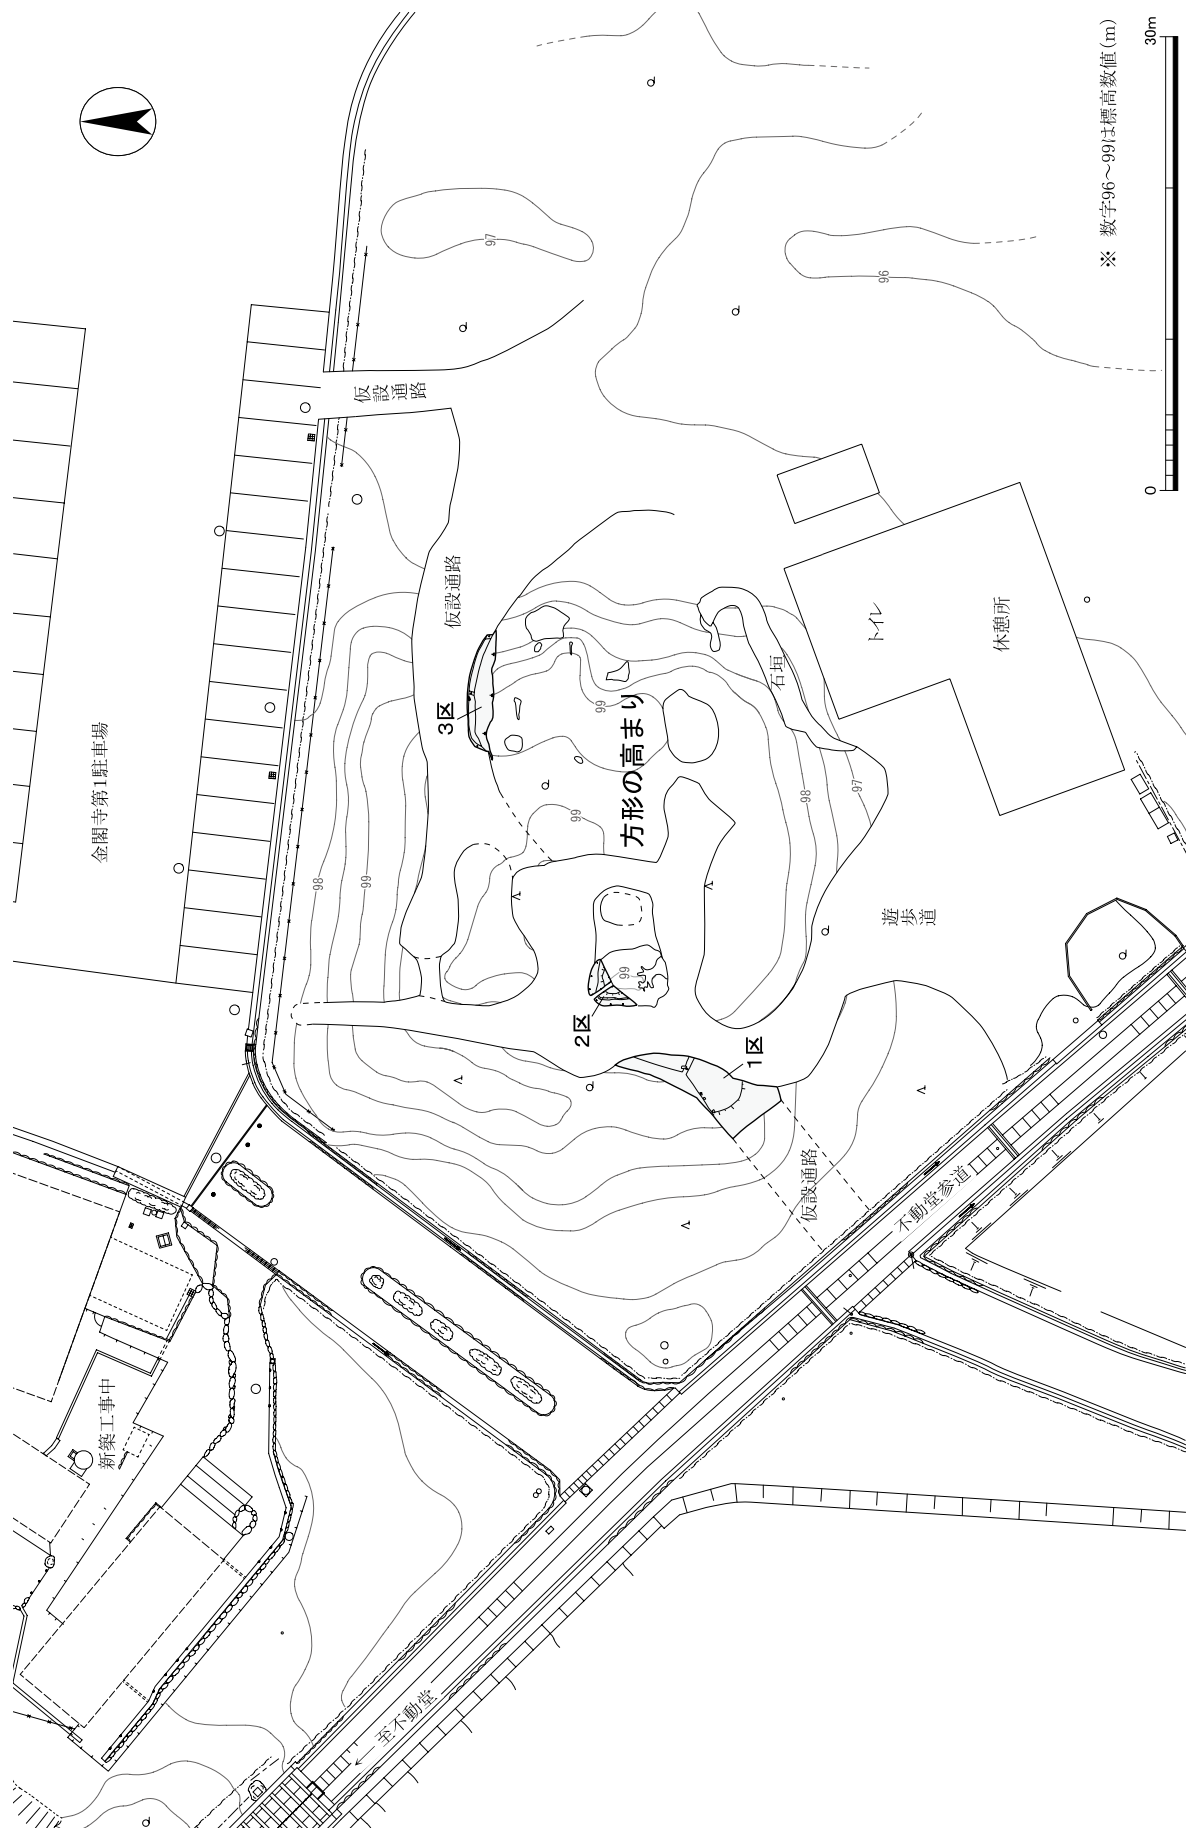 30m
0
※ 数字96～99は標高数値(m)
金閣寺第1駐車場
仮設通路
97
96
仮設通路
3区
99
方形の高まり
石垣
トイレ
休憩所
98
97
99
98
99
遊歩道
99
2区
1区
仮設通路
不動堂参道
新築工事中
至不動堂